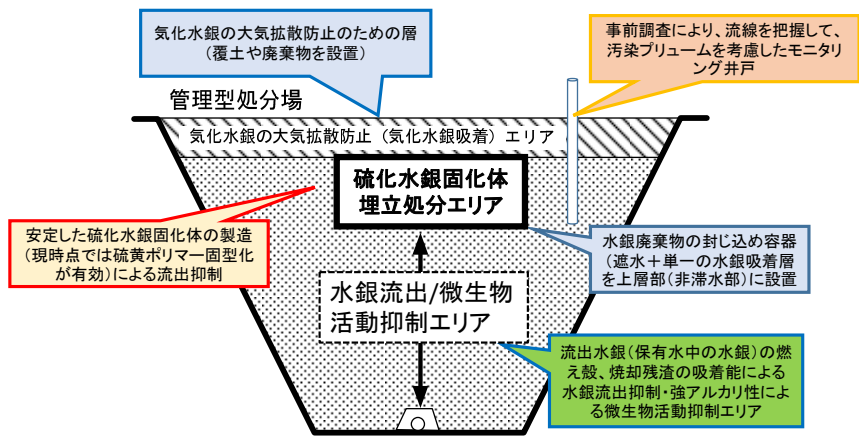 気化水銀の大気拡散防止のための層
（覆土や廃棄物を設置）
事前調査により、流線を把握して、
汚染プリュームを考慮したモニタリ
ング井戸
管理型処分場
気化水銀の大気拡散防止（気化水銀吸着）エリア
硫化水銀固化体
埋立処分エリア
安定した硫化水銀固化体の製造
（現時点では硫黄ポリマー固型化
が有効）による流出抑制
水銀廃棄物の封じ込め容器
（遮水＋単一の水銀吸着層
を上層部（非滞水部）に設置
水銀流出/微生物
活動抑制エリア
流出水銀（保有水中の水銀）の燃
え殻、焼却残渣の吸着能による
水銀流出抑制・強アルカリ性によ
る微生物活動抑制エリア